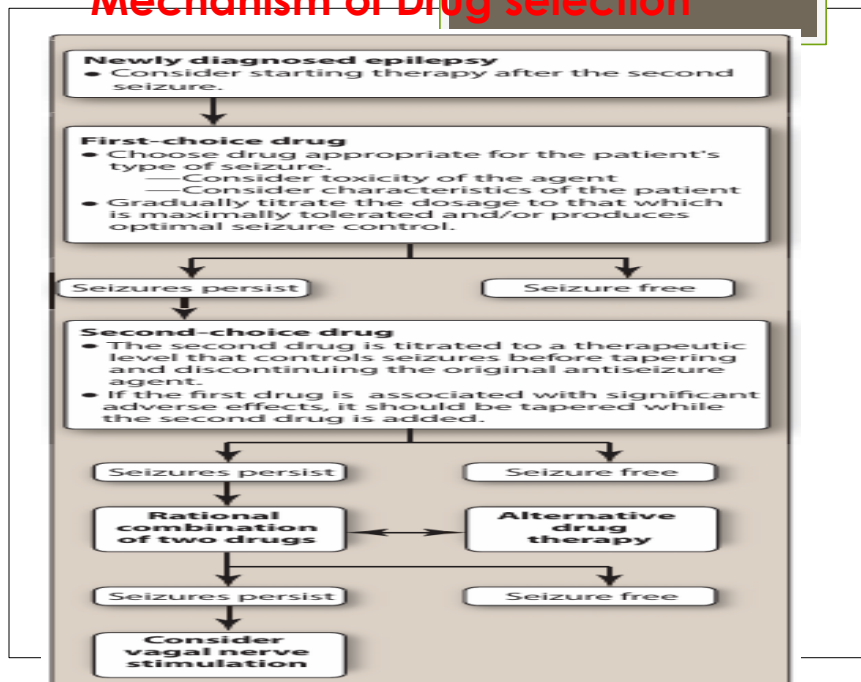 Mechanism of Drug selection
Newly diagnosed epilepsy
• Consider starting therapy after the second
seizure.
First-choice drug
• Choose drug appropriate for the patient's
type of seizure.
—Consider toxicity of the agent
—Consider characteristics of the patient
• Gradually titrate the dosage to that which
is maximally tolerated and/or produces
optimal seizure control.
Seizures persist
Seizure free
Second-choice drug
• The second drug is titrated to a therapeutic
level that controls seizures before tapering
and discontinuing the original antiseizure
agent.
• If the first drug is associated with significant
adverse effects, it should be tapered while
the second drug is added.
Seizures persist
Seizure free
Rational
combination
of two drugs
Alternative
drug
therapy
Seizures persist
Seizure free
Consider
vagal nerve
stimulation